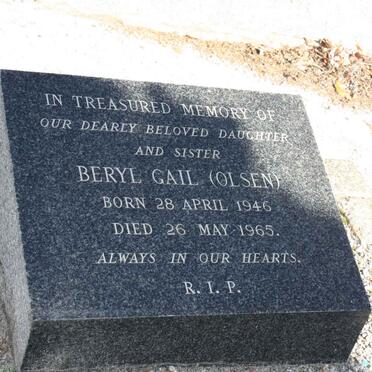 IN TREASURED MEMORY OF
OUR DEARLY BELOVED DAUGHTER
AND SISTER
BERYL GAIL (OLSEN)
BORN 28 APRIL 1946
DIED 26 MAY 1965.
ALWAYS IN OUR HEARTS.
R. I. P.